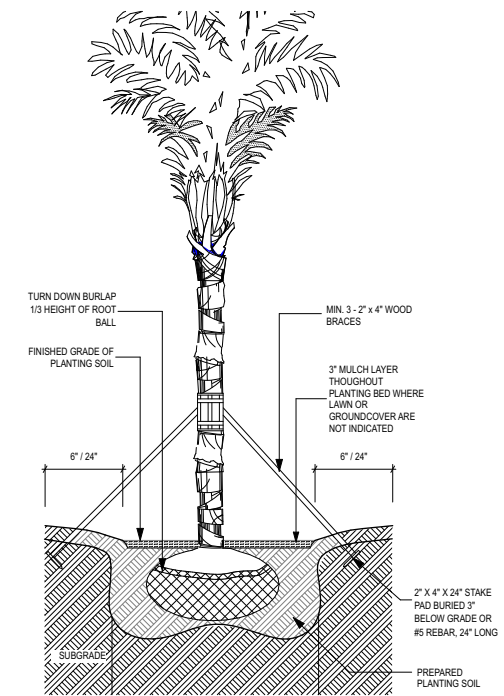 TURN DOWN BURLAP
1/3 HEIGHT OF ROOT
BALL
FINISHED GRADE OF
PLANTING SOIL
6" / 24"
MIN. 3 - 2" x 4" WOOD
BRACES
3" MULCH LAYER
THOUGHOUT
PLANTING BED WHERE
LAWN OR
GROUNDCOVER ARE
NOT INDICATED
6" / 24"
2" X 4" X 24" STAKE
PAD BURIED 3"
BELOW GRADE OR
#5 REBAR, 24" LONG
SUBGRADE
PREPARED
PLANTING SOIL